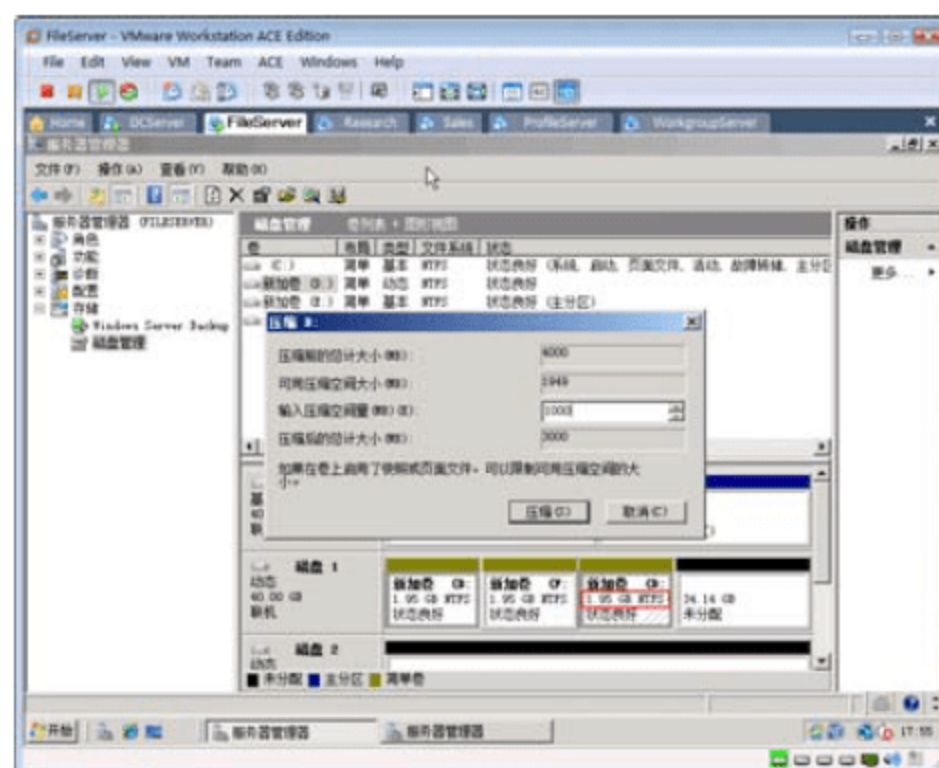 FileServer - VMware Workstation ACE Edition
File Edit View VM Team ACE Windows Help
Home DCServer FileServer Research Sales ProfileServer WorkgroupServer
服务器管理器
文件(F) 操作(A) 查看(V) 帮助(H)
服务器管理器 (FILESERVER)
角色
功能
诊断
配置
存储
Windows Server Backup
磁盘管理
磁盘管理 卷列表 + 图形视图
卷 布局 类型 文件系统 状态
(C:) 简单 基本 NTFS 状态良好 (系统, 启动, 页面文件, 活动, 故障转储, 主分区
新加卷 简单 动态 NTFS 状态良好
新加卷 简单 基本 NTFS 状态良好 (主分区)
操作
磁盘管理
更多...
压缩
压缩前的总计大小(MB): 4000
可用压缩空间大小(MB): 1949
输入压缩空间量(MB)(E): 1000
压缩后的总计大小(MB): 3000
如果在卷上启用了快照或页面文件，可以限制可用压缩空间的大
小。
压缩(S) 取消(C)
磁盘 1
动态
40.00 GB
联机
新加卷
1.95 GB NTFS
状态良好
新加卷
1.95 GB NTFS
状态良好
新加卷
1.95 GB NTFS
状态良好
34.14 GB
未分配
磁盘 2
动态
未分配 主分区 简单卷
开始 服务器管理器 服务器管理器 17:55